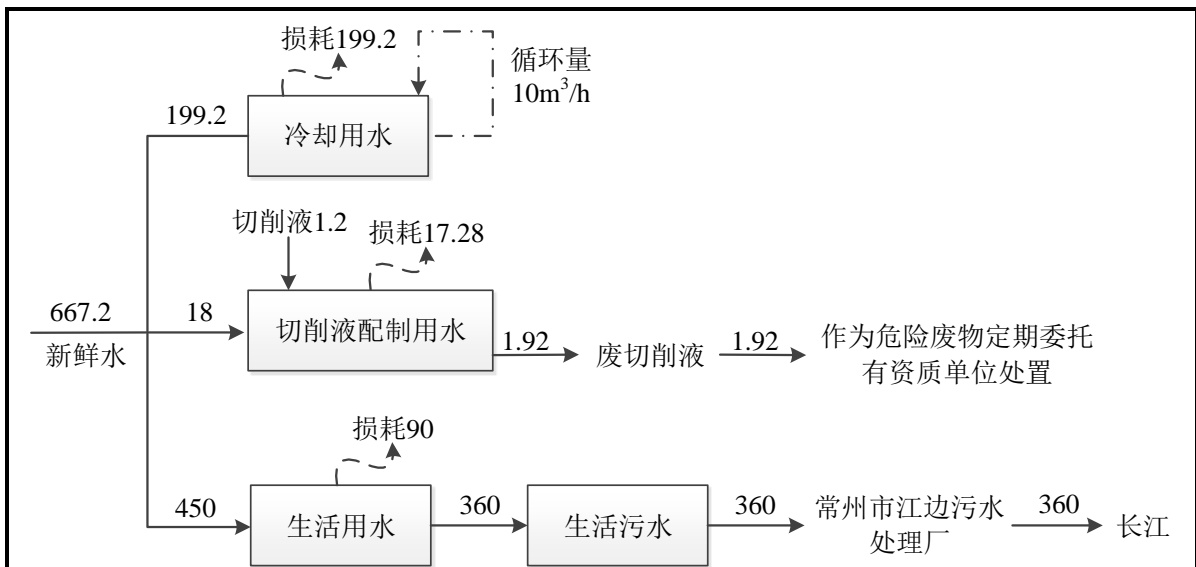 损耗199.2
循环量
10m³/h
199.2
冷却用水
切削液1.2
损耗17.28
667.2
新鲜水
18
切削液配制用水
1.92
废切削液
1.92
作为危险废物定期委托
有资质单位处置
损耗90
450
生活用水
360
生活污水
360
常州市江边污水
处理厂
360
长江